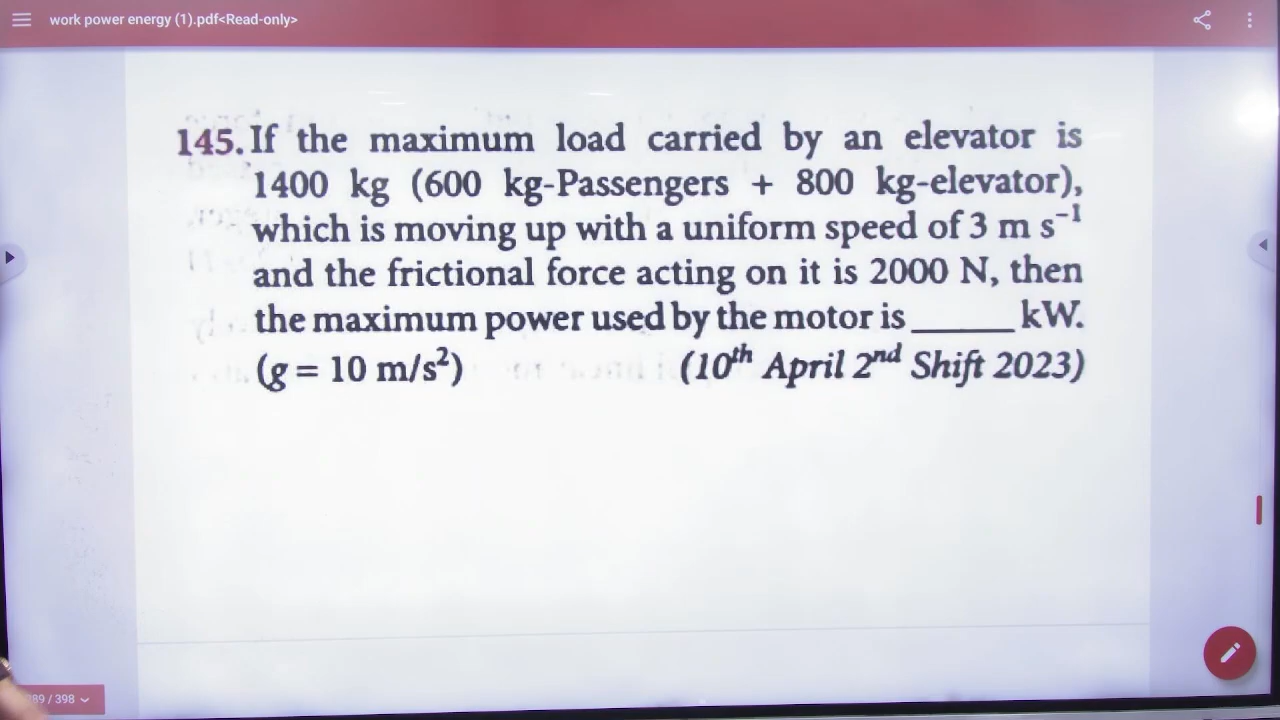 work power energy (1).pdf<Read-only>
145. If the maximum load carried by an elevator is
1400 kg (600 kg-Passengers + 800 kg-elevator),
which is moving up with a uniform speed of 3 m s⁻¹
and the frictional force acting on it is 2000 N, then
the maximum power used by the motor is _____ kW.
(g = 10 m/s²) (10ᵗʰ April 2ⁿᵈ Shift 2023)
89 / 398